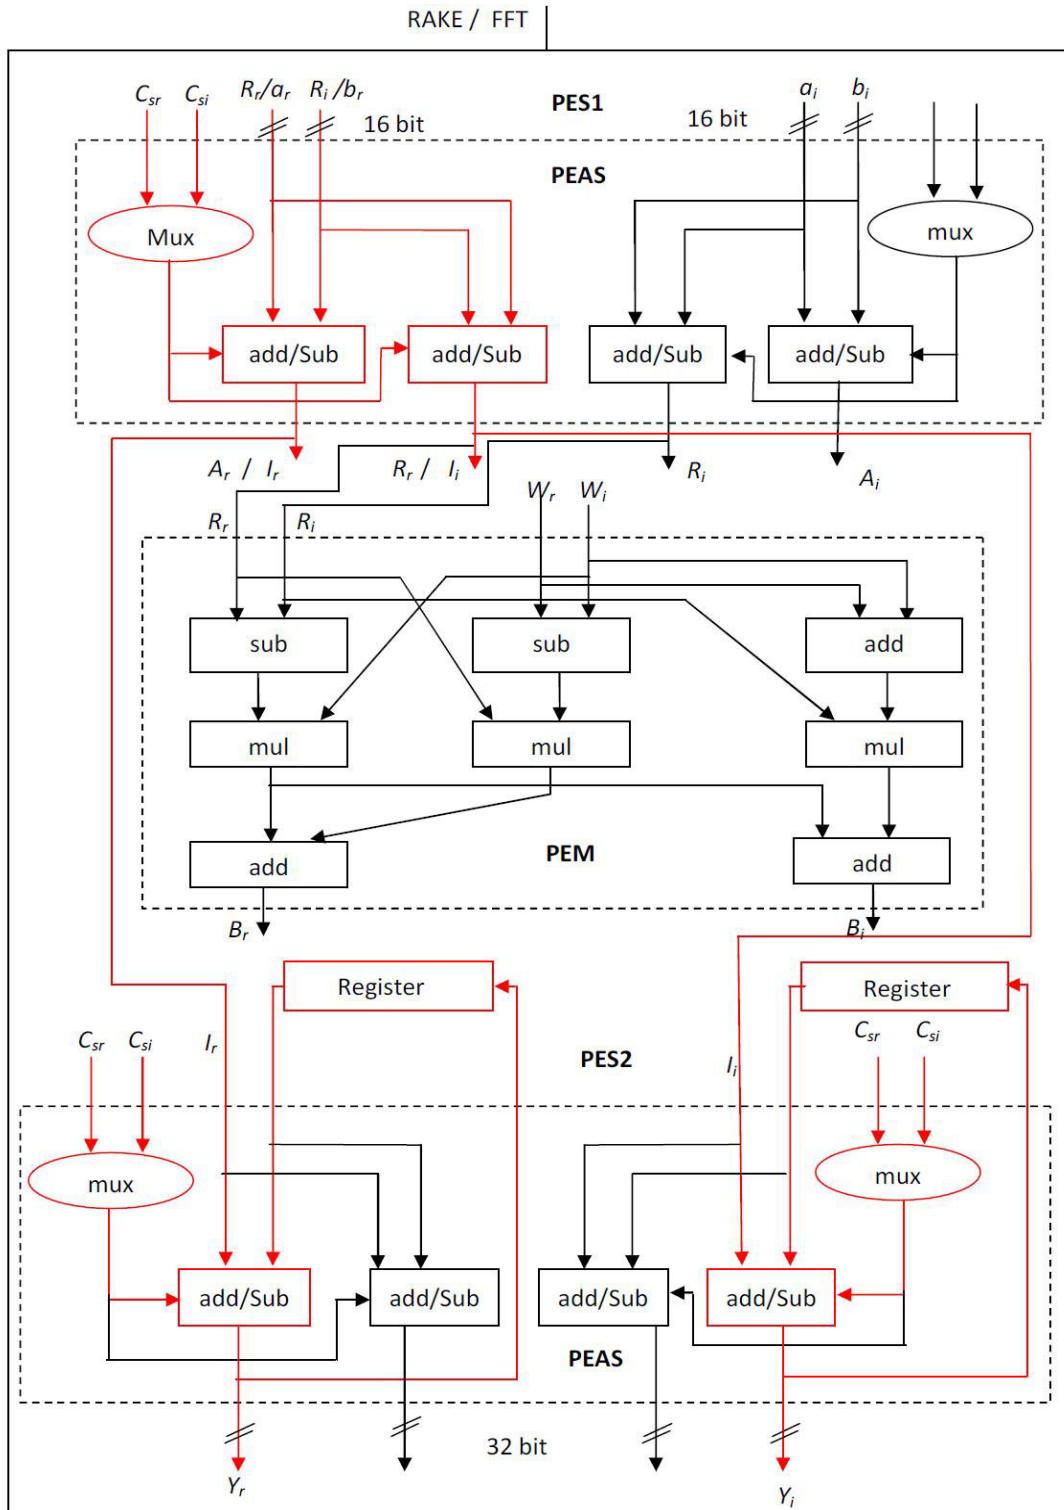 RAKE / FFT
Csr Csi Rr/ar Ri /br PES1 ai bi
16 bit 16 bit
PEAS
Mux mux
add/Sub add/Sub add/Sub add/Sub
Ar / Ir Rr / Ii Ri Ai
Wr Wi
Rr Ri
sub sub add
mul mul mul
add PEM add
Br Bi
Register Register
Csr Csi Ir PES2 Ii Csr Csi
mux mux
add/Sub add/Sub add/Sub add/Sub
PEAS
32 bit
Yr Yi